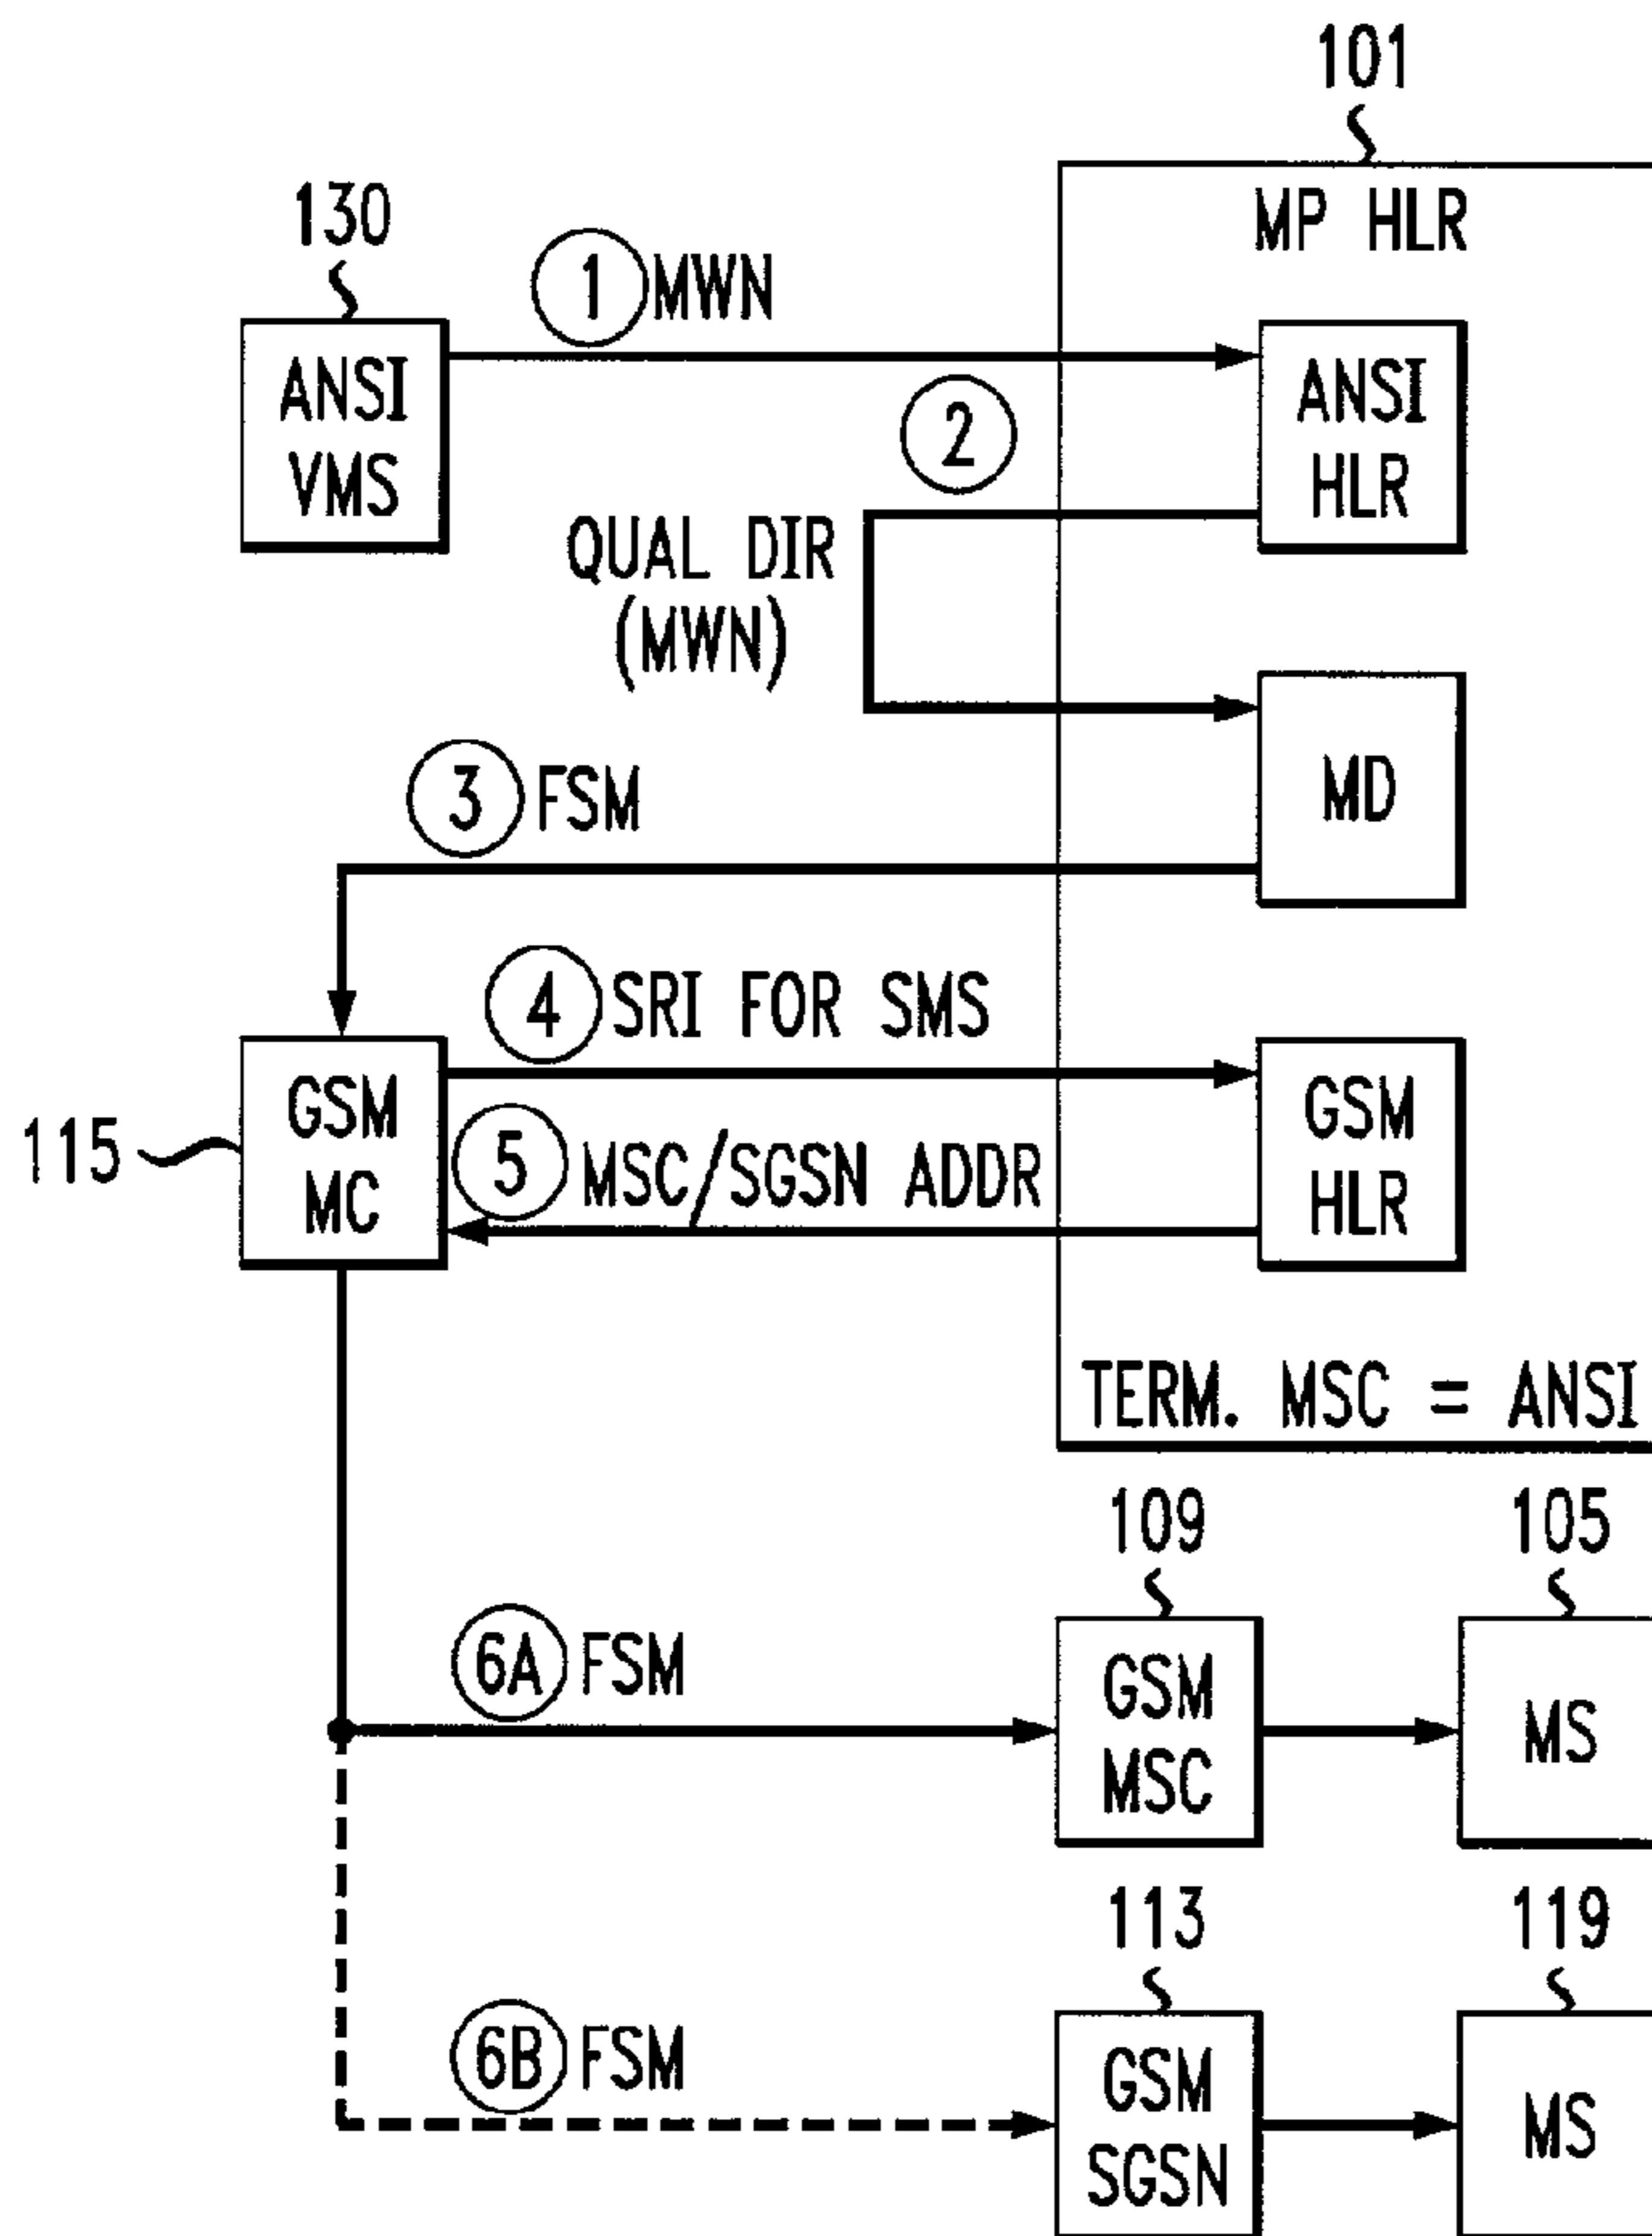 101
MP HLR
130
1 MWN
ANSI
VMS
ANSI
HLR
2
QUAL DIR
(MWN)
MD
3 FSM
4 SRI FOR SMS
GSM
MC
GSM
HLR
115
5 MSC/SGSN ADDR
TERM. MSC = ANSI
109
105
6A FSM
GSM
MSC
MS
113
119
6B FSM
GSM
SGSN
MS